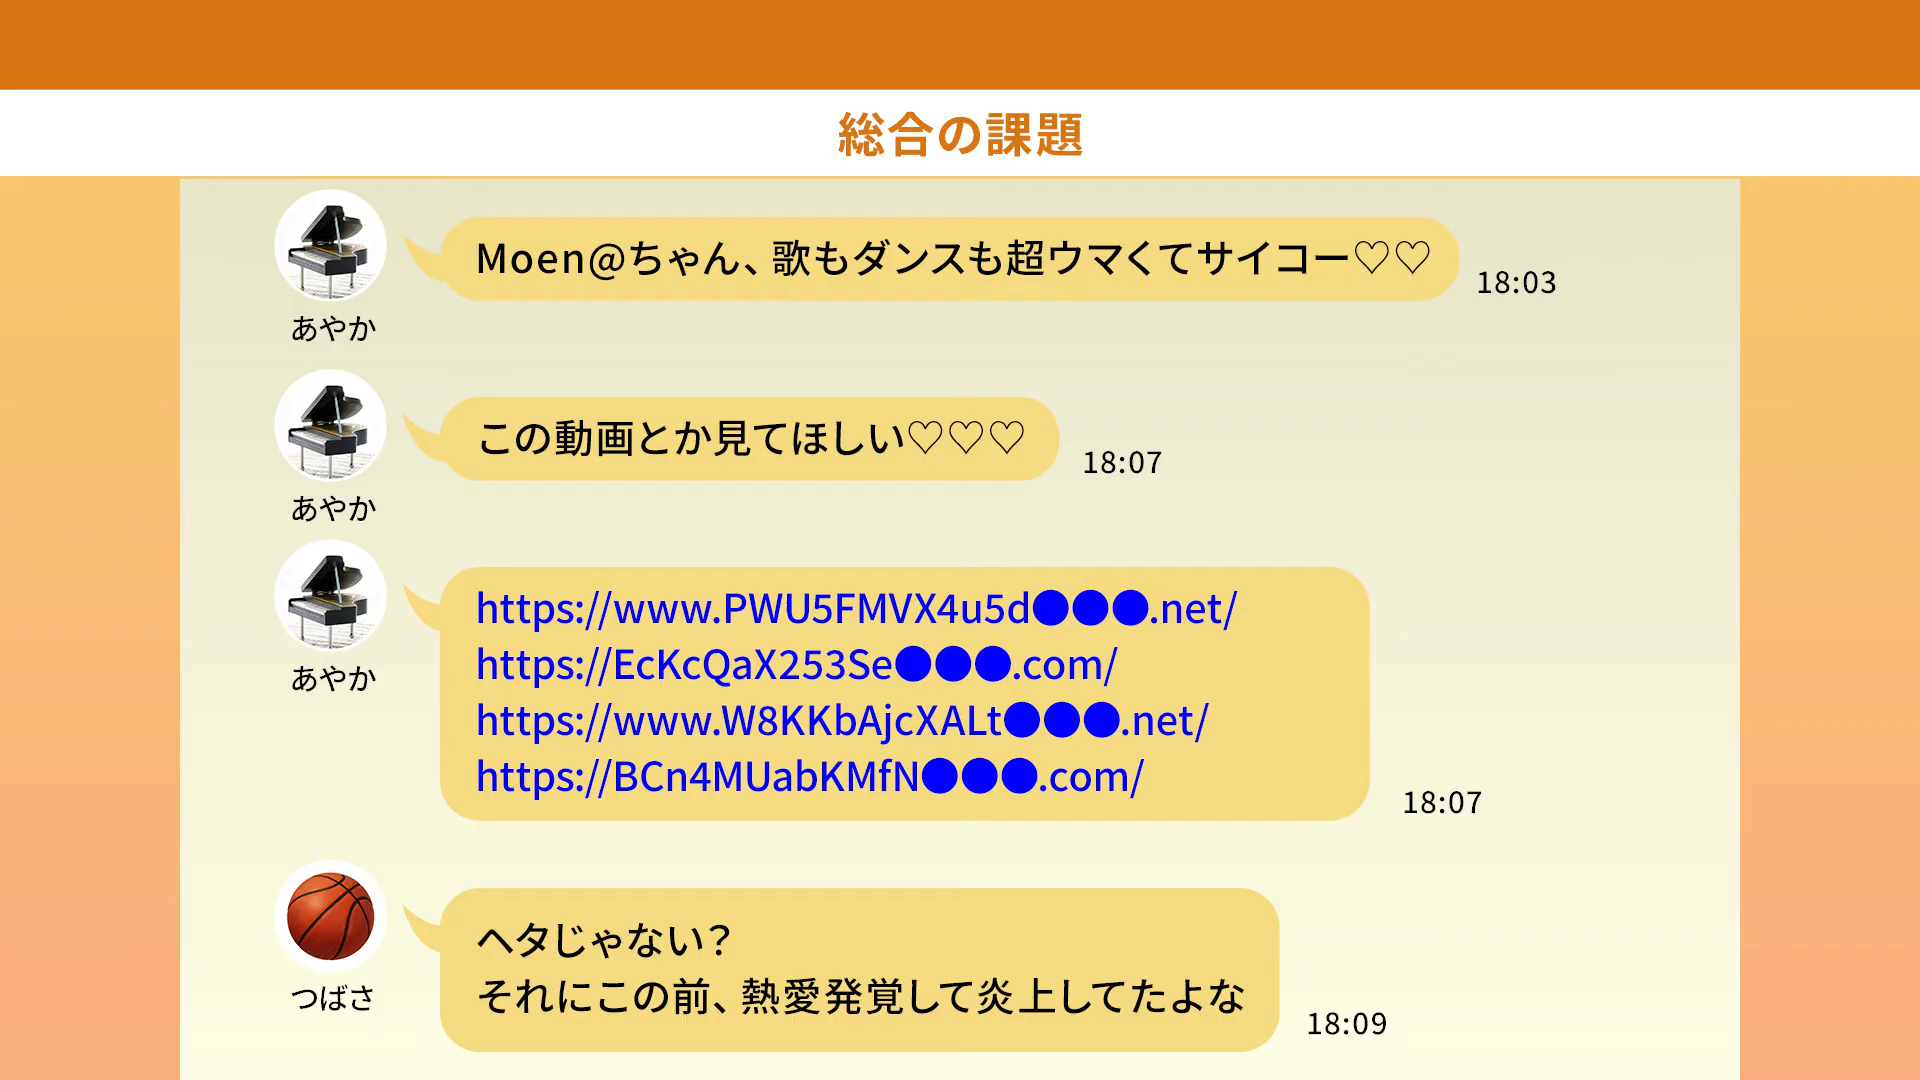 総合の課題
Moen@ちゃん、歌もダンスも超ウマくてサイコー♡♡
18:03
あやか
この動画とか見てほしい♡♡♡
18:07
あやか
https://www.PWU5FMVX4u5d●●●.net/
https://EcKcQaX253Se●●●.com/
https://www.W8KKbAjcXALt●●●.net/
https://BCn4MUabKMfN●●●.com/
18:07
あやか
ヘタじゃない？
それにこの前、熱愛発覚して炎上してたよな
18:09
つばさ